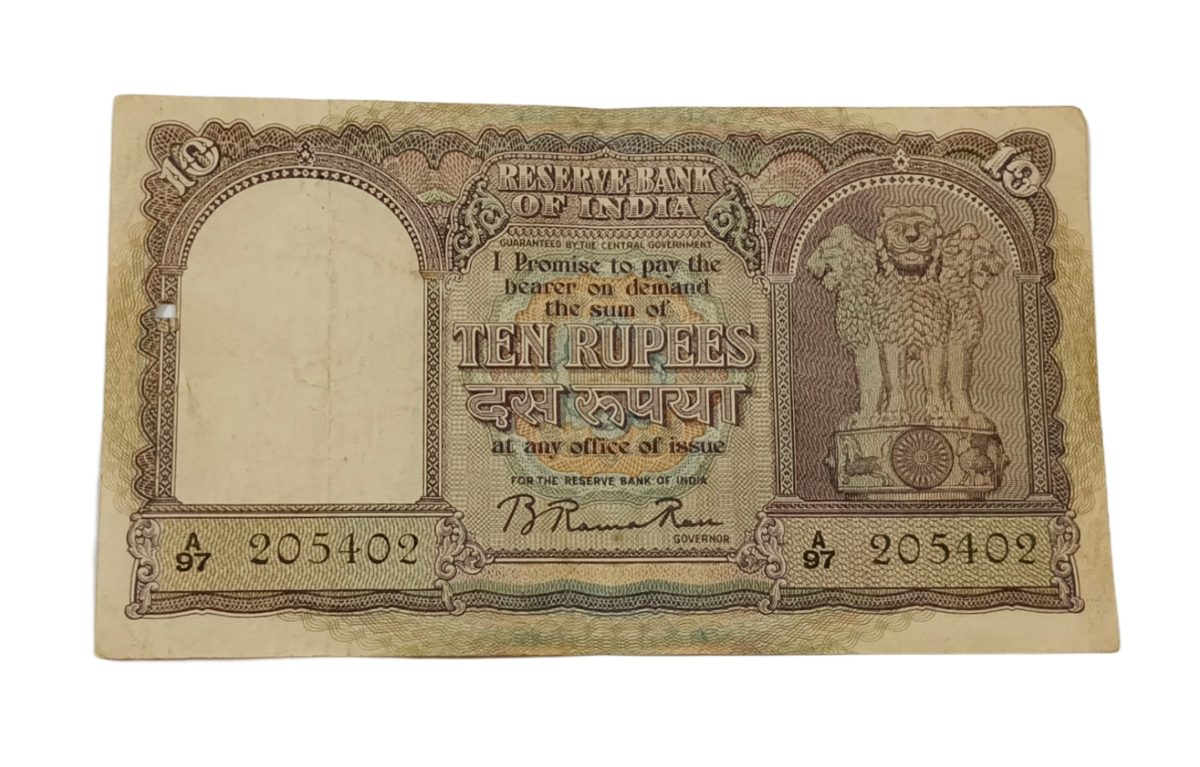 10
10
RESERVE BANK
OF INDIA
GUARANTEED BY THE CENTRAL GOVERNMENT
I Promise to pay the
bearer on demand
the sum of
TEN RUPEES
दस रूपया
at any office of issue
FOR THE RESERVE BANK OF INDIA
B Rama Rau
GOVERNOR
A
97 205402
A
97 205402